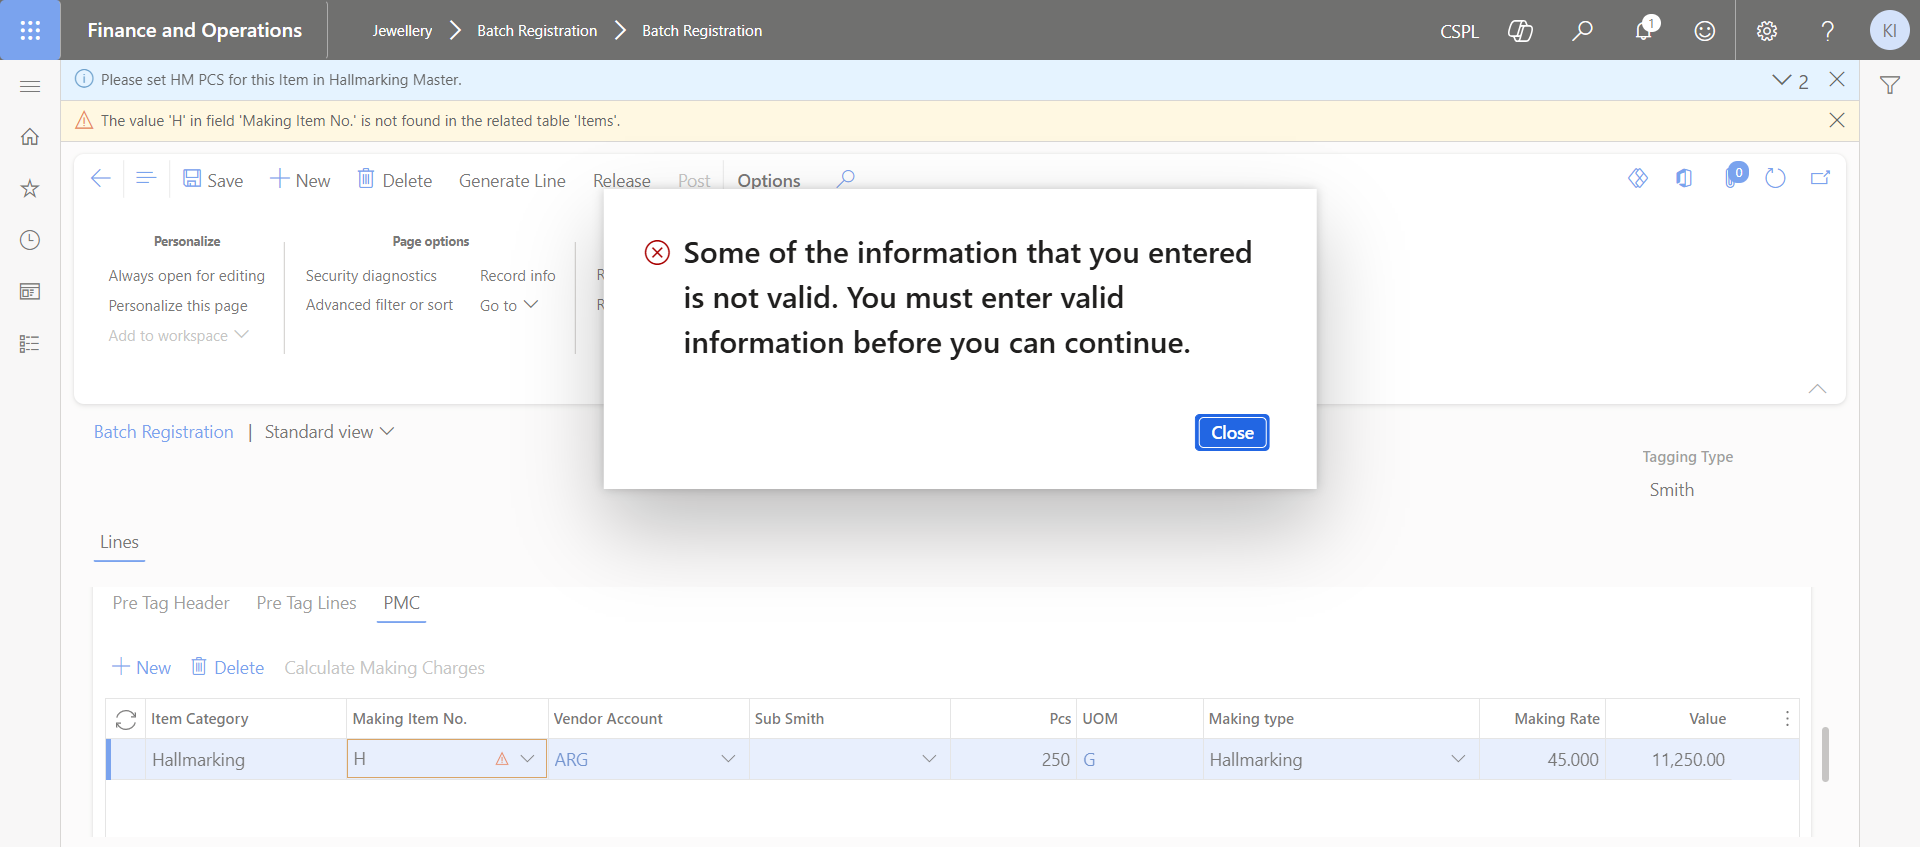 Finance and Operations
Jewellery > Batch Registration > Batch Registration
CSPL
1
KI
Please set HM PCS for this Item in Hallmarking Master.
2
The value 'H' in field 'Making Item No.' is not found in the related table 'Items'.
Save
New
Delete
Generate Line
Release
Post
Options
0
Personalize
Always open for editing
Personalize this page
Add to workspace
Page options
Security diagnostics
Advanced filter or sort
Record info
Go to
Some of the information that you entered
is not valid. You must enter valid
information before you can continue.
Close
Batch Registration | Standard view
Tagging Type
Smith
Lines
Pre Tag Header
Pre Tag Lines
PMC
New
Delete
Calculate Making Charges
Item Category
Making Item No.
Vendor Account
Sub Smith
Pcs
UOM
Making type
Making Rate
Value
Hallmarking
H
ARG
250
G
Hallmarking
45.000
11,250.00